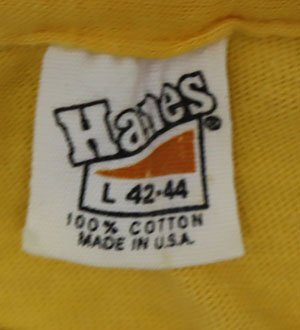 Hanes®
L 42-44
100% COTTON
MADE IN U.S.A.